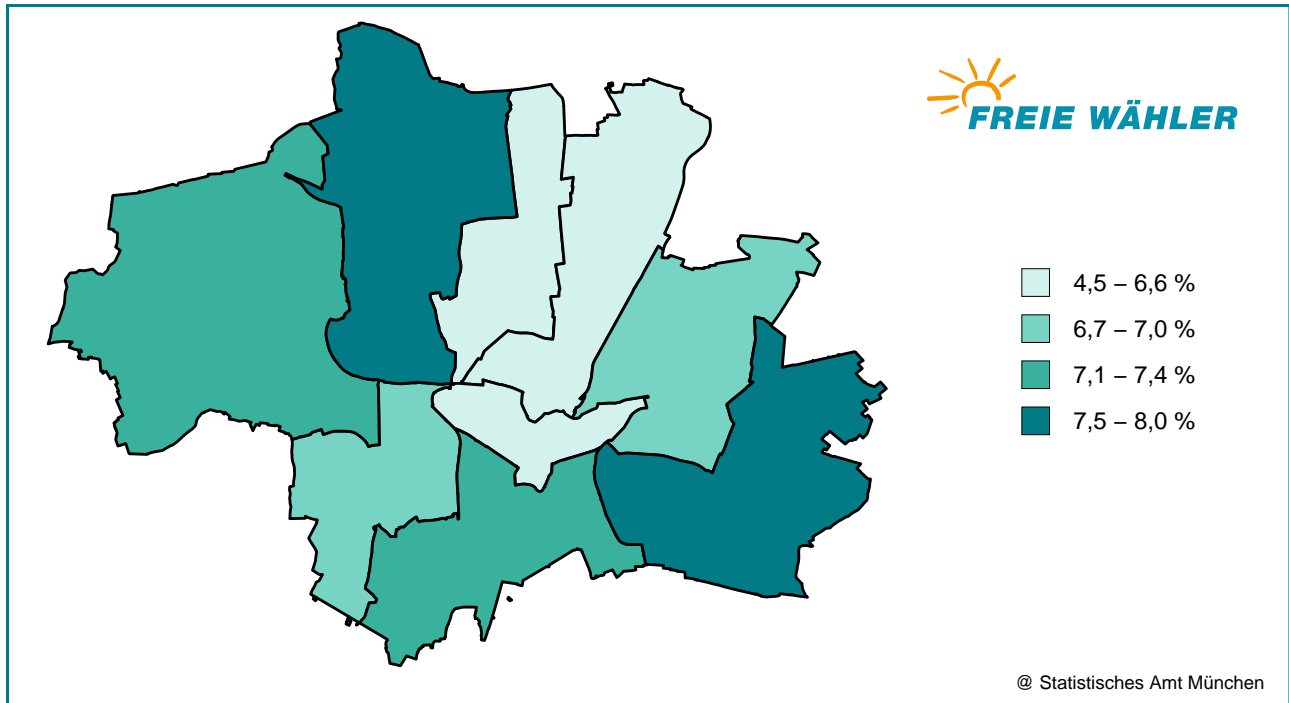 FREIE WÄHLER
4,5 – 6,6 %
6,7 – 7,0 %
7,1 – 7,4 %
7,5 – 8,0 %
@ Statistisches Amt München